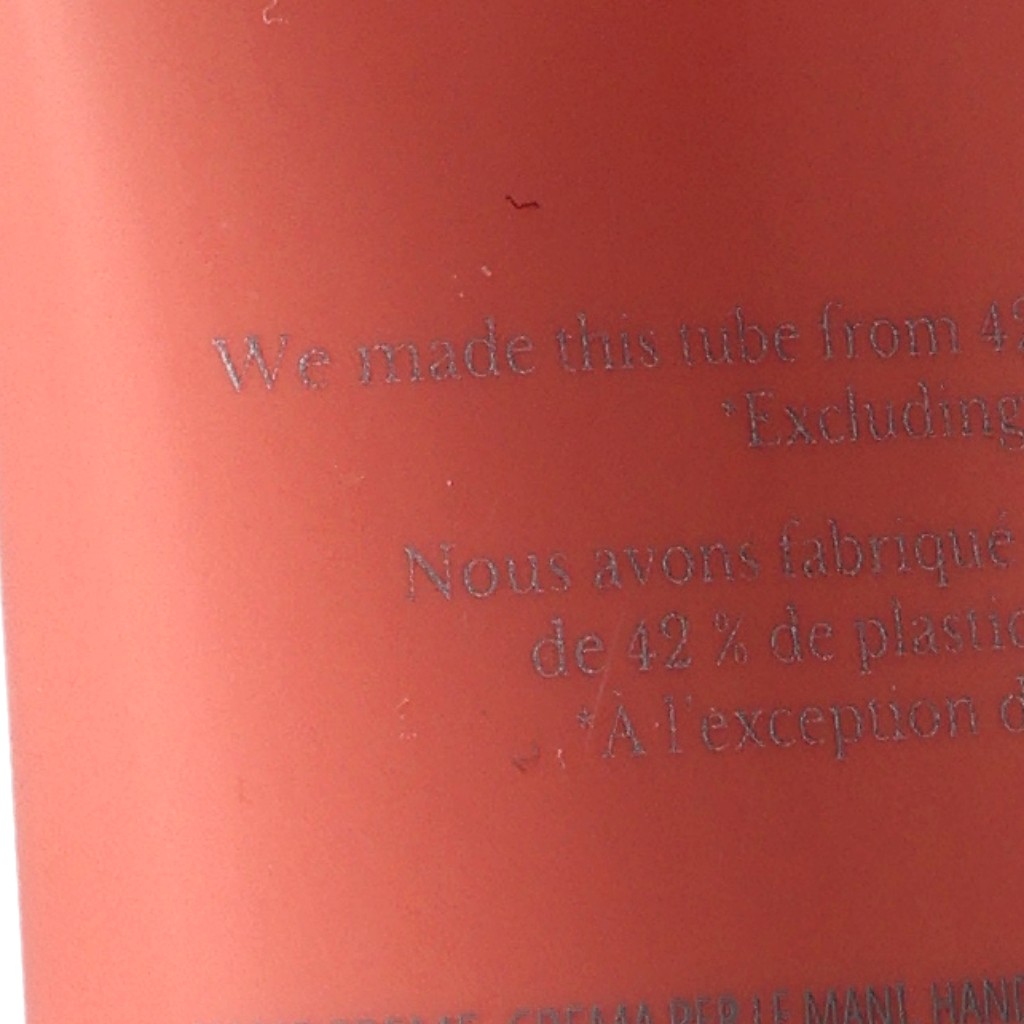 We made this tube from 42
*Excluding
Nous avons fabriqué
de 42 % de plastic
*À l'exception d
CREMA PER LE MANI, HAND